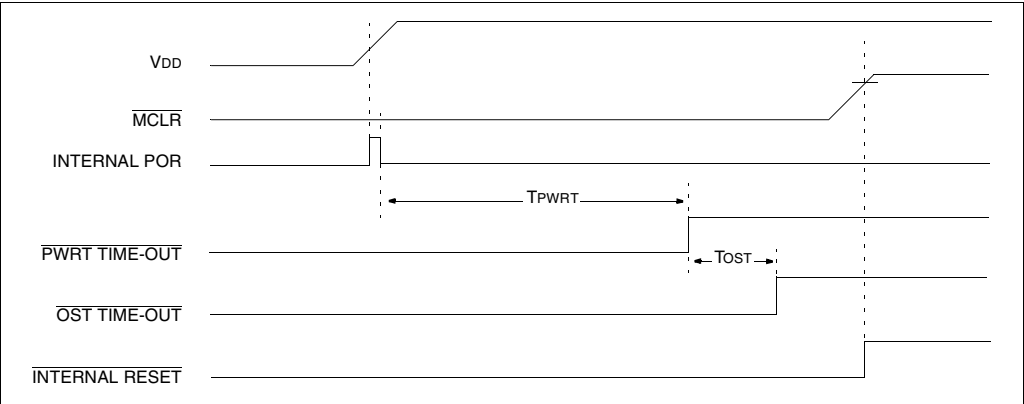 VDD
MCLR
INTERNAL POR
TPWRT
PWRT TIME-OUT
TOST
OST TIME-OUT
INTERNAL RESET